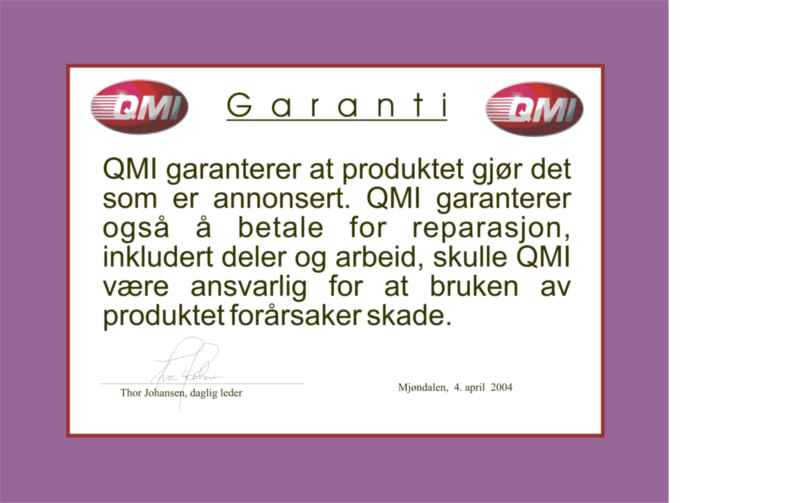 QMI G a r a n t i QMI
QMI garanterer at produktet gjør det
som er annonsert. QMI garanterer
også å betale for reparasjon,
inkludert deler og arbeid, skulle QMI
være ansvarlig for at bruken av
produktet forårsaker skade.
Thor Johansen, daglig leder
Mjøndalen, 4. april 2004